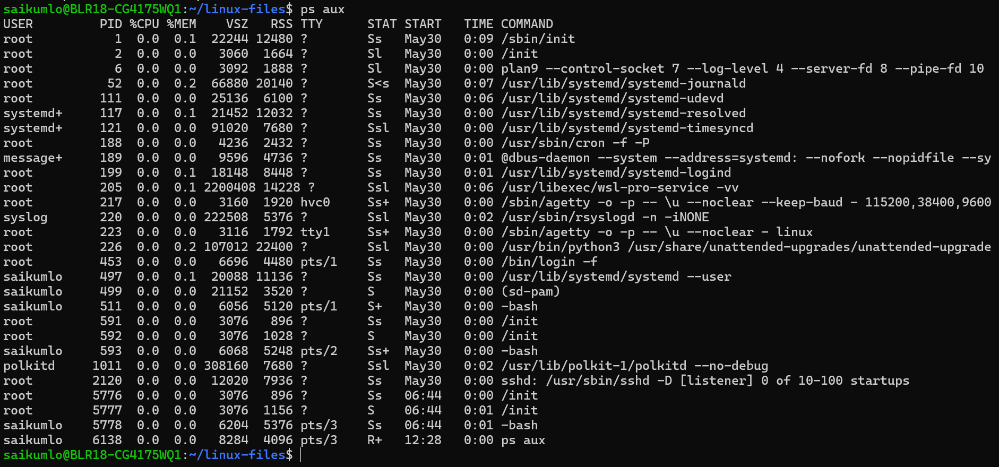 saikumlo@BLR18-CG4175WQ1:~/linux-files$ ps aux
USER         PID %CPU %MEM    VSZ   RSS TTY      STAT START   TIME COMMAND
root           1  0.0  0.1  22244 12480 ?        Ss   May30   0:09 /sbin/init
root           2  0.0  0.0   3060  1664 ?        Sl   May30   0:00 /init
root           6  0.0  0.0   3092  1888 ?        Sl   May30   0:00 plan9 --control-socket 7 --log-level 4 --server-fd 8 --pipe-fd 10
root          52  0.0  0.2  66880 20140 ?        S<s  May30   0:07 /usr/lib/systemd/systemd-journald
root         111  0.0  0.0  25136  6100 ?        Ss   May30   0:06 /usr/lib/systemd/systemd-udevd
systemd+     117  0.0  0.1  21452 12032 ?        Ss   May30   0:00 /usr/lib/systemd/systemd-resolved
systemd+     121  0.0  0.0  91020  7680 ?        Ssl  May30   0:00 /usr/lib/systemd/systemd-timesyncd
root         188  0.0  0.0   4236  2432 ?        Ss   May30   0:00 /usr/sbin/cron -f -P
message+     189  0.0  0.0   9596  4736 ?        Ss   May30   0:01 @dbus-daemon --system --address=systemd: --nofork --nopidfile --sy
root         199  0.0  0.1  18148  8448 ?        Ss   May30   0:01 /usr/lib/systemd/systemd-logind
root         205  0.0  0.1 2200408 14228 ?       Ssl  May30   0:06 /usr/libexec/wsl-pro-service -vv
root         217  0.0  0.0   3160  1920 hvc0     Ss+  May30   0:00 /sbin/agetty -o -p -- \u --noclear --keep-baud - 115200,38400,9600
syslog       220  0.0  0.0 222508  5376 ?        Ssl  May30   0:02 /usr/sbin/rsyslogd -n -iNONE
root         223  0.0  0.0   3116  1792 tty1     Ss+  May30   0:00 /sbin/agetty -o -p -- \u --noclear - linux
root         226  0.0  0.2 107012 22400 ?        Ssl  May30   0:00 /usr/bin/python3 /usr/share/unattended-upgrades/unattended-upgrade
root         453  0.0  0.0   6696  4480 pts/1    Ss   May30   0:00 /bin/login -f
saikumlo     497  0.0  0.1  20088 11136 ?        Ss   May30   0:00 /usr/lib/systemd/systemd --user
saikumlo     499  0.0  0.0  21152  3520 ?        S    May30   0:00 (sd-pam)
saikumlo     511  0.0  0.0   6056  5120 pts/1    S+   May30   0:00 -bash
root         591  0.0  0.0   3076   896 ?        Ss   May30   0:00 /init
root         592  0.0  0.0   3076  1028 ?        S    May30   0:00 /init
saikumlo     593  0.0  0.0   6068  5248 pts/2    Ss+  May30   0:00 -bash
polkitd     1011  0.0  0.0 308160  7680 ?        Ssl  May30   0:02 /usr/lib/polkit-1/polkitd --no-debug
root        2120  0.0  0.0  12020  7936 ?        Ss   May30   0:00 sshd: /usr/sbin/sshd -D [listener] 0 of 10-100 startups
root        5776  0.0  0.0   3076   896 ?        Ss   06:44   0:00 /init
root        5777  0.0  0.0   3076  1156 ?        S    06:44   0:01 /init
saikumlo    5778  0.0  0.0   6204  5376 pts/3    Ss   06:44   0:01 -bash
saikumlo    6138  0.0  0.0   8284  4096 pts/3    R+   12:28   0:00 ps aux
saikumlo@BLR18-CG4175WQ1:~/linux-files$